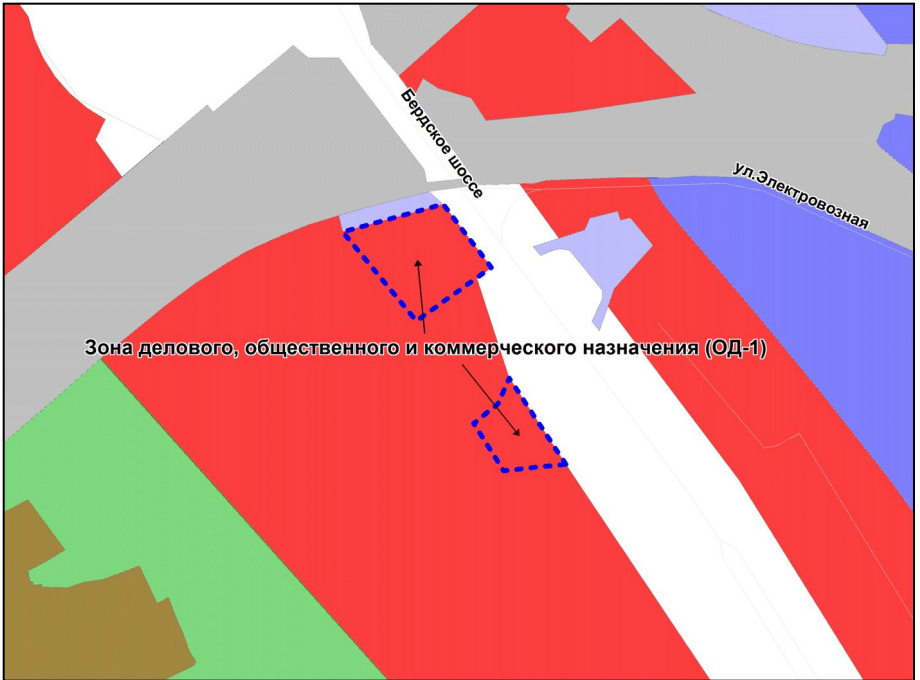 Бердское шоссе
ул.Электровозная
Зона делового, общественного и коммерческого назначения (ОД-1)